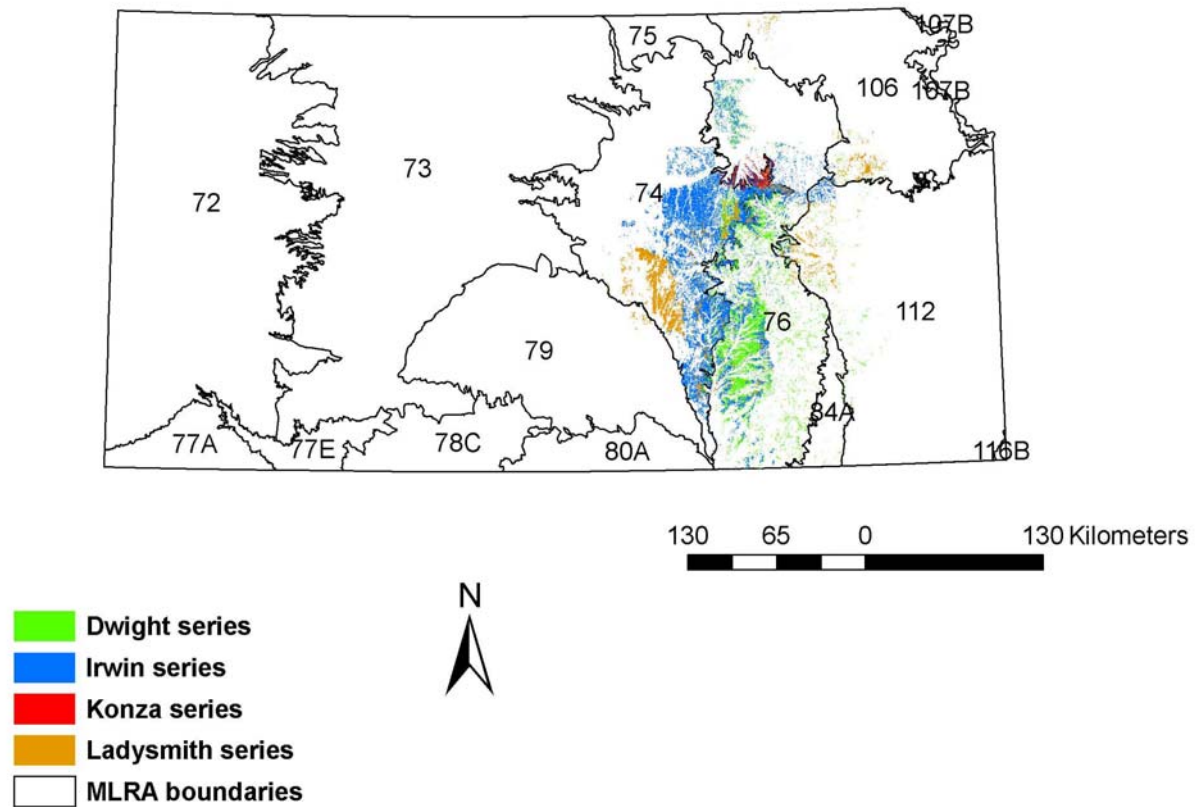 107B
75
106
107B
73
74
72
76
112
79
84A
77A
77E
78C
80A
116B
130 65 0 130 Kilometers
N
Dwight series
Irwin series
Konza series
Ladysmith series
MLRA boundaries